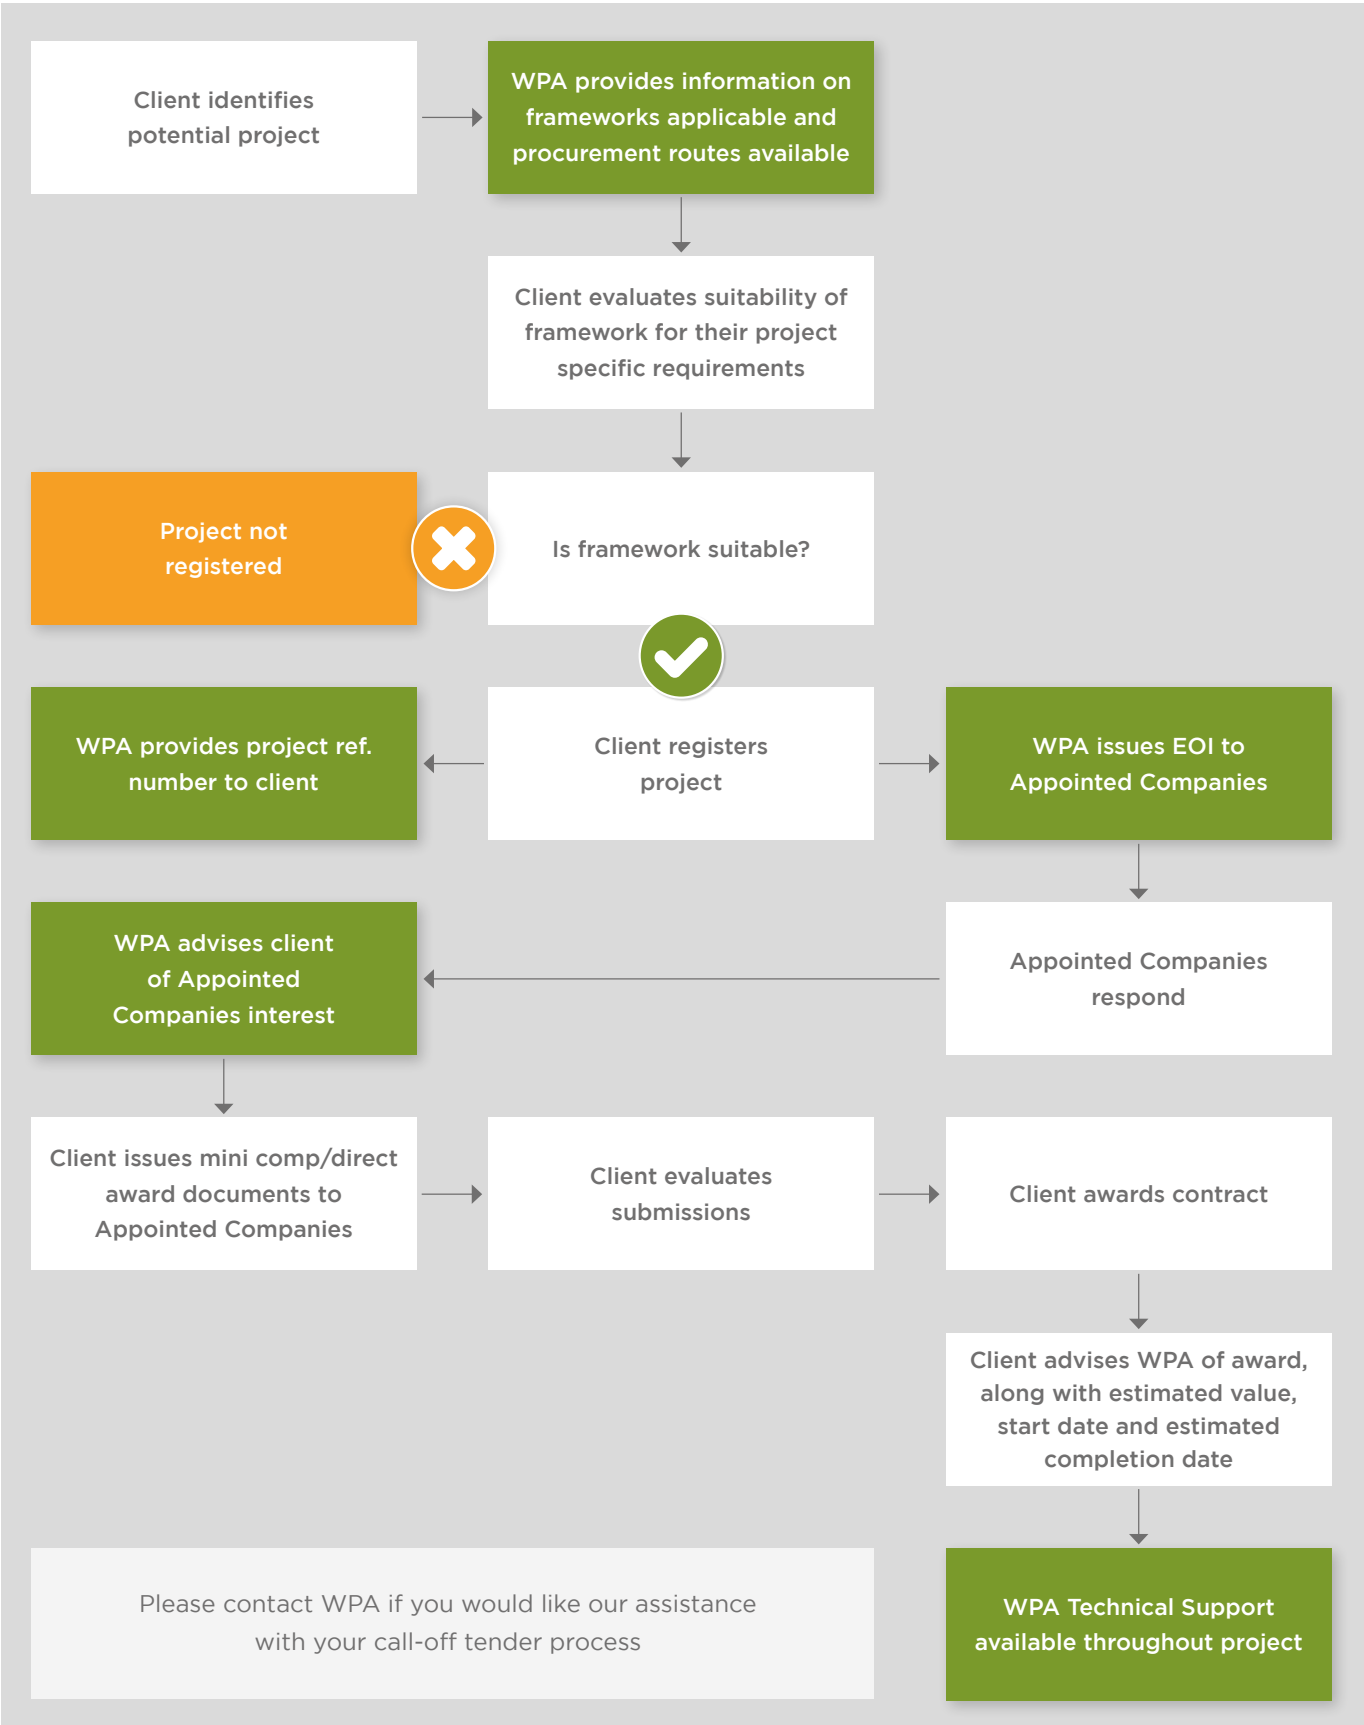 Client identifies
potential project
WPA provides information on
frameworks applicable and
procurement routes available
Client evaluates suitability of
framework for their project
specific requirements
Project not
registered
Is framework suitable?
WPA provides project ref.
number to client
Client registers
project
WPA issues EOI to
Appointed Companies
WPA advises client
of Appointed
Companies interest
Appointed Companies
respond
Client issues mini comp/direct
award documents to
Appointed Companies
Client evaluates
submissions
Client awards contract
Client advises WPA of award,
along with estimated value,
start date and estimated
completion date
Please contact WPA if you would like our assistance
with your call-off tender process
WPA Technical Support
available throughout project